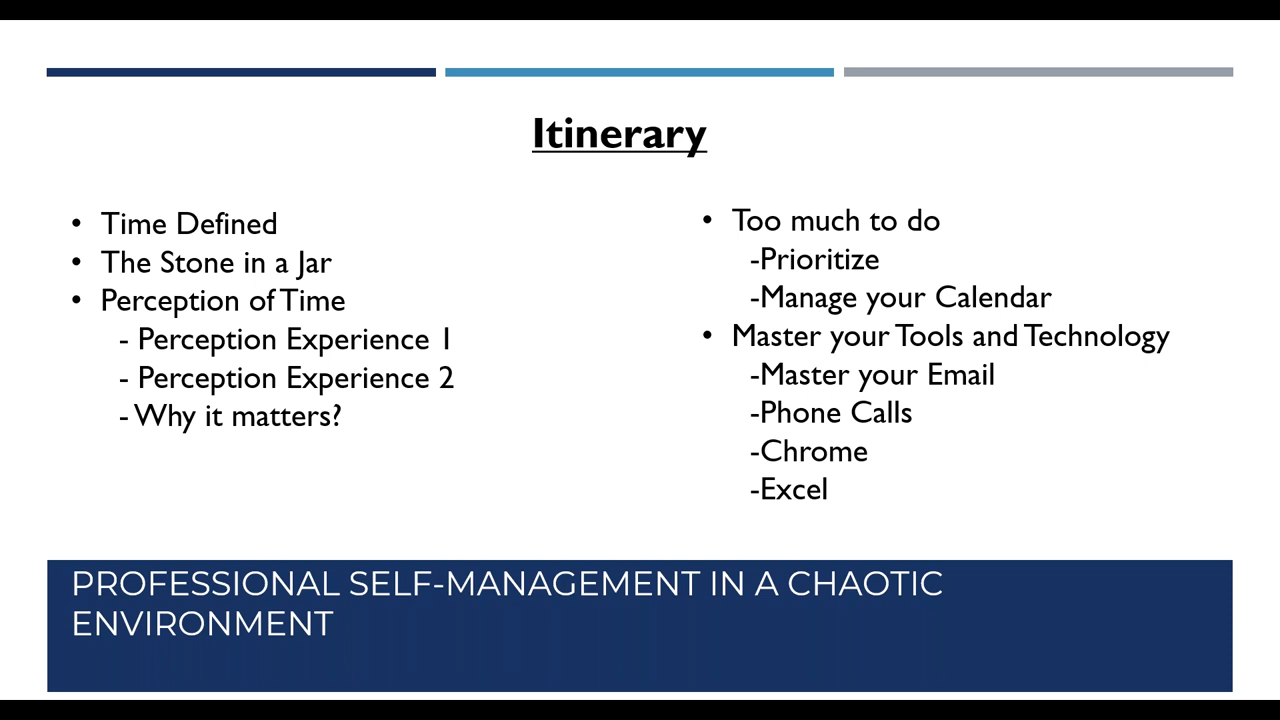 Itinerary
• Time Defined
• The Stone in a Jar
• Perception of Time
- Perception Experience 1
- Perception Experience 2
- Why it matters?
• Too much to do
-Prioritize
-Manage your Calendar
• Master your Tools and Technology
-Master your Email
-Phone Calls
-Chrome
-Excel
PROFESSIONAL SELF-MANAGEMENT IN A CHAOTIC
ENVIRONMENT